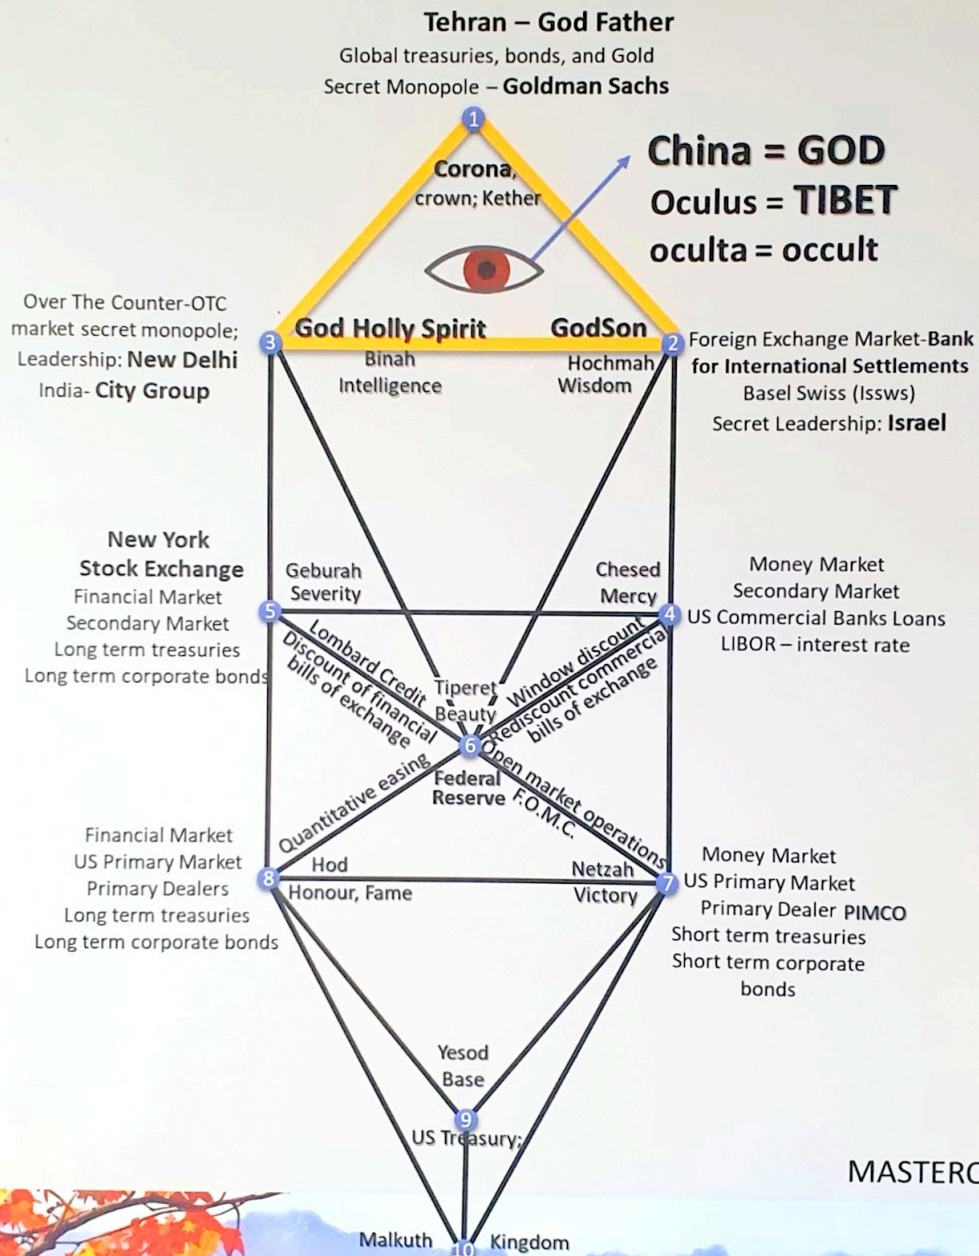 Tehran – God Father
Global treasuries, bonds, and Gold
Secret Monopole – Goldman Sachs
1
Corona,
crown; Kether
China = GOD
Oculus = TIBET
oculta = occult
Over The Counter-OTC
market secret monopole;
Leadership: New Delhi
India- City Group
3
God Holly Spirit
Binah
Intelligence
GodSon
Hochmah
Wisdom
2
Foreign Exchange Market-Bank
for International Settlements
Basel Swiss (Issws)
Secret Leadership: Israel
New York
Stock Exchange
Financial Market
Secondary Market
Long term treasuries
Long term corporate bonds
5
Geburah
Severity
Chesed
Mercy
4
Money Market
Secondary Market
US Commercial Banks Loans
LIBOR – interest rate
Lombard Credit
Discount of financial
bills of exchange
Window discount
Rediscount commercial
bills of exchange
Tiperet
Beauty
6
Federal
Reserve
Quantitative easing
Open market operations
F.O.M.C.
Financial Market
US Primary Market
Primary Dealers
Long term treasuries
Long term corporate bonds
8
Hod
Honour, Fame
Netzah
Victory
7
Money Market
US Primary Market
Primary Dealer PIMCO
Short term treasuries
Short term corporate
bonds
Yesod
Base
9
US Treasury;
MASTERC
Malkuth
10
Kingdom